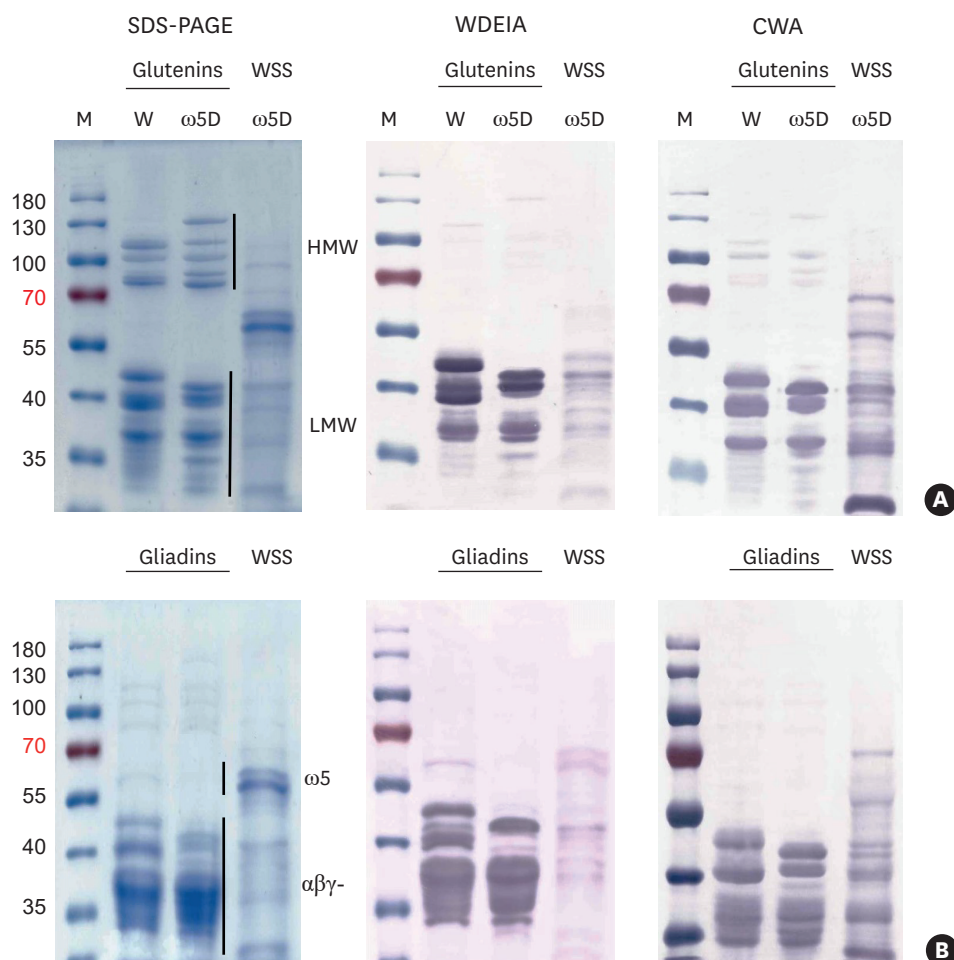 SDS-PAGE WDEIA CWA
Glutenins WSS Glutenins WSS Glutenins WSS
M W ω5D ω5D M W ω5D ω5D M W ω5D ω5D
180
130
HMW
100
70
55
40
LMW
35
A
Gliadins WSS Gliadins WSS Gliadins WSS
180
130
100
70
ω5
55
40
αβγ-
35
B